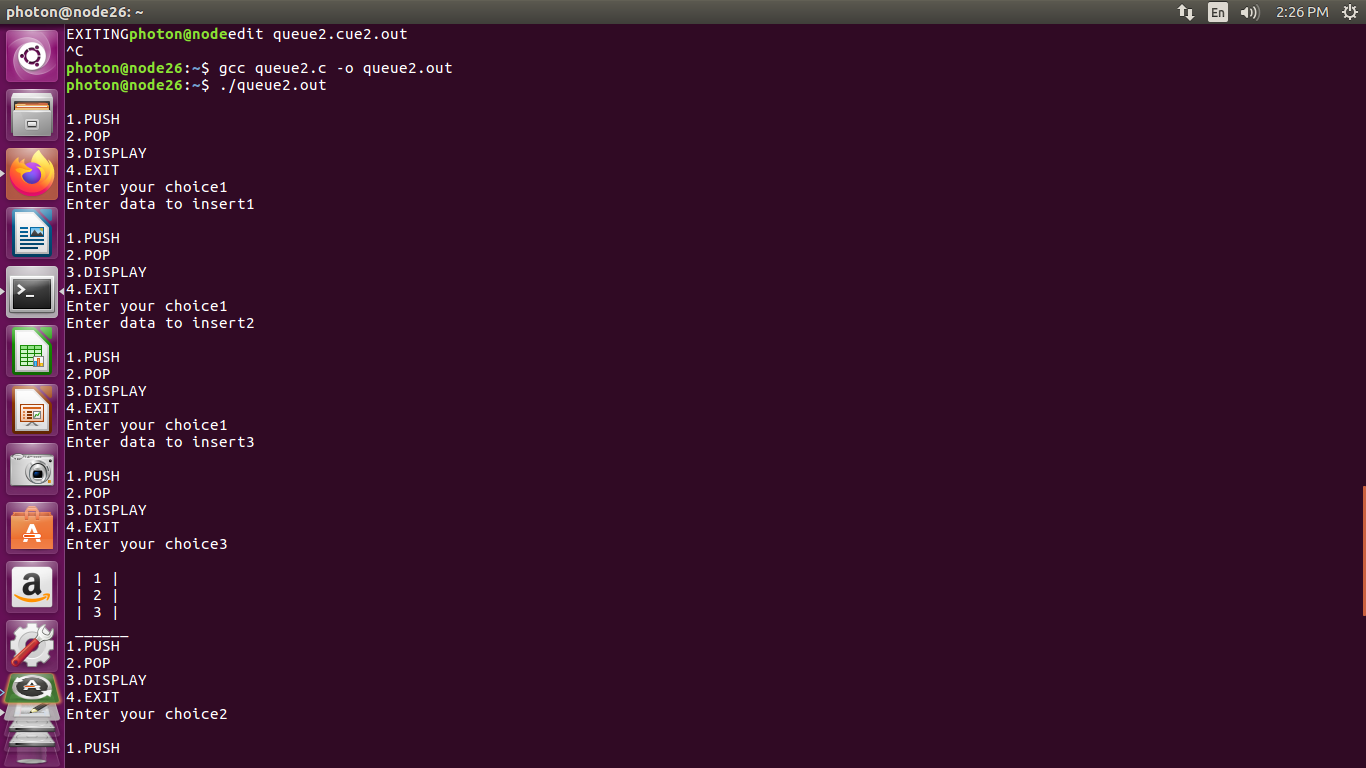 photon@node26: ~
En
2:26 PM
EXITINGphoton@nodeedit queue2.cue2.out
^C
photon@node26:~$ gcc queue2.c -o queue2.out
photon@node26:~$ ./queue2.out
1.PUSH
2.POP
3.DISPLAY
4.EXIT
Enter your choice1
Enter data to insert1
1.PUSH
2.POP
3.DISPLAY
4.EXIT
Enter your choice1
Enter data to insert2
1.PUSH
2.POP
3.DISPLAY
4.EXIT
Enter your choice1
Enter data to insert3
1.PUSH
2.POP
3.DISPLAY
4.EXIT
Enter your choice3
| 1 |
| 2 |
| 3 |
______
1.PUSH
2.POP
3.DISPLAY
4.EXIT
Enter your choice2
1.PUSH